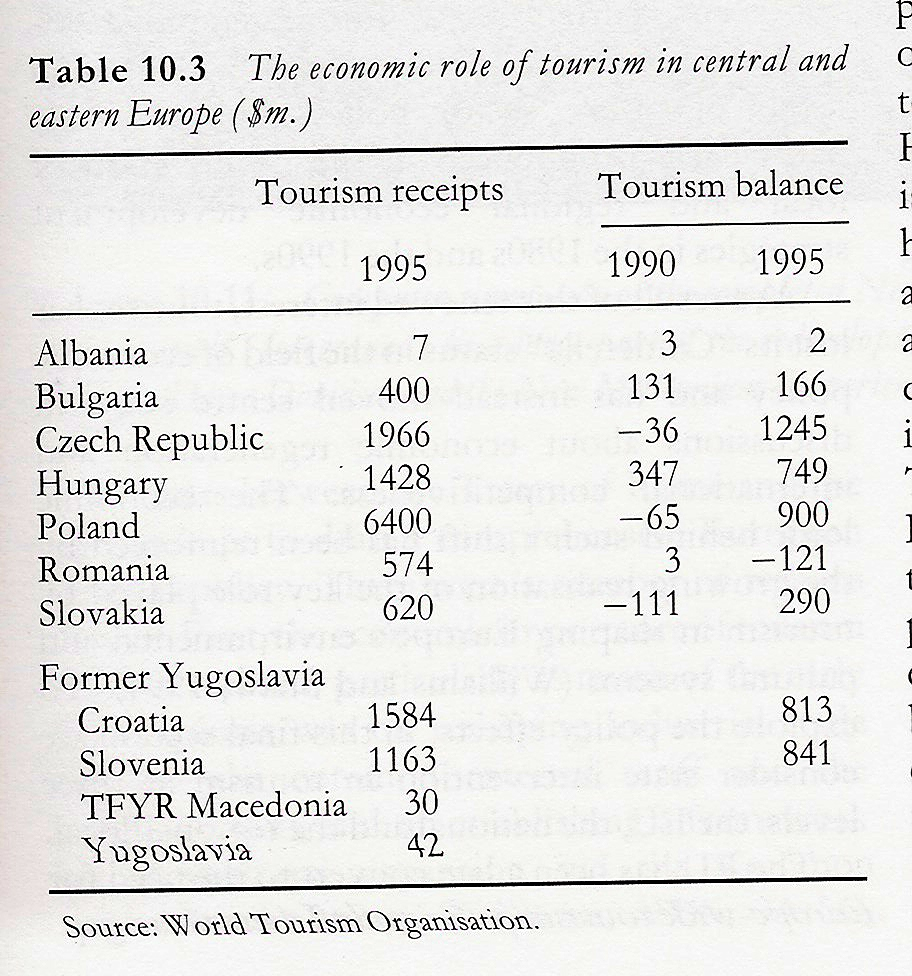 Table 10.3 The economic role of tourism in central and
eastern Europe ($m.)
Tourism receipts Tourism balance
1995 1990 1995
Albania 7 3 2
Bulgaria 400 131 166
Czech Republic 1966 −36 1245
Hungary 1428 347 749
Poland 6400 −65 900
Romania 574 3 −121
Slovakia 620 −111 290
Former Yugoslavia
Croatia 1584 813
Slovenia 1163 841
TFYR Macedonia 30
Yugoslavia 42
Source: World Tourism Organisation.